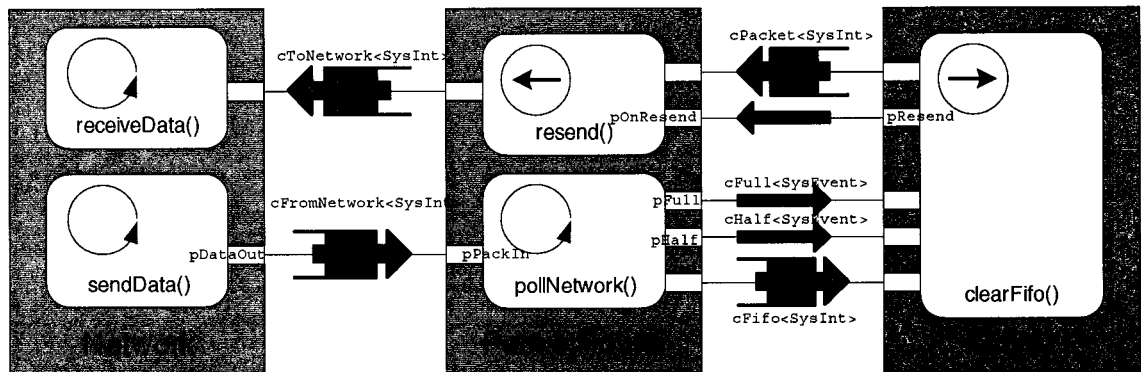 cToNetwork<SysInt>
cPacket<SysInt>
receiveData()
resend()
pOnResend
pResend
cFull<SysEvent>
pFull
cHalf<SysEvent>
cFromNetwork<SysInt>
pHalf
pDataOut
pPackIn
sendData()
pollNetwork()
clearFifo()
cFifo<SysInt>
Network